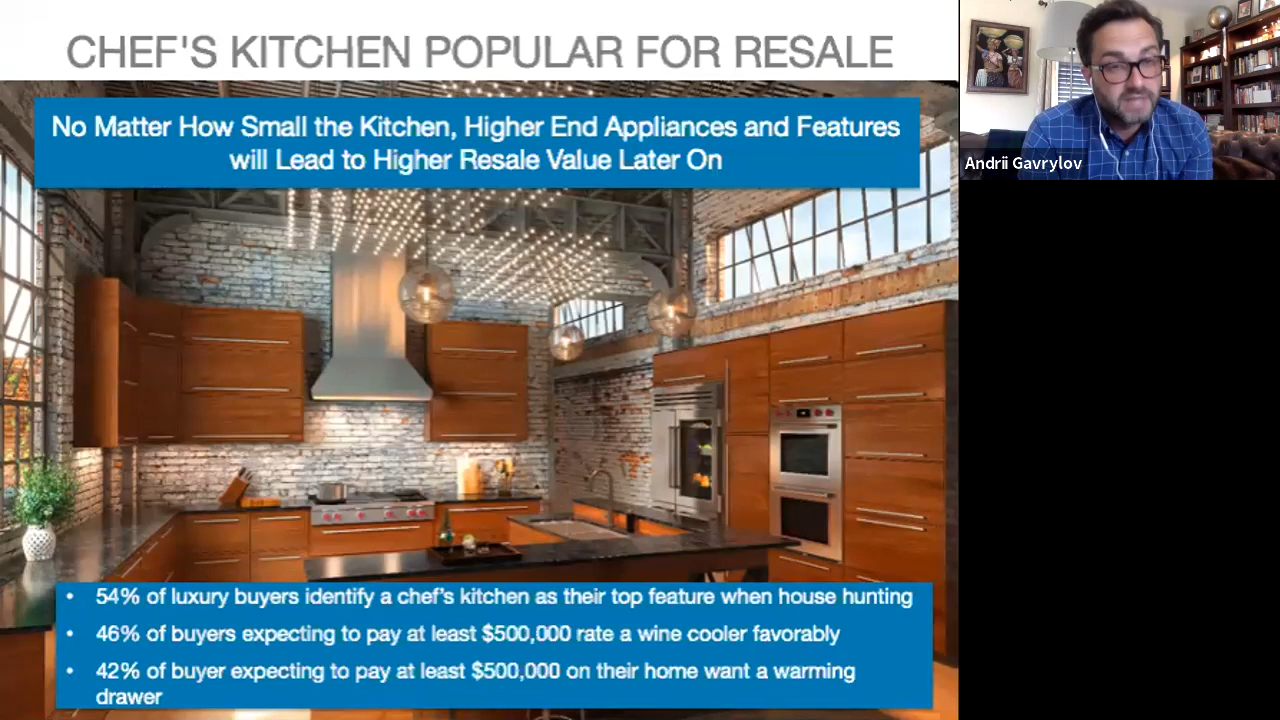 CHEF'S KITCHEN POPULAR FOR RESALE
No Matter How Small the Kitchen, Higher End Appliances and Features
will Lead to Higher Resale Value Later On
Andrii Gavrylov
• 54% of luxury buyers identify a chef's kitchen as their top feature when house hunting
• 46% of buyers expecting to pay at least $500,000 rate a wine cooler favorably
• 42% of buyer expecting to pay at least $500,000 on their home want a warming
drawer